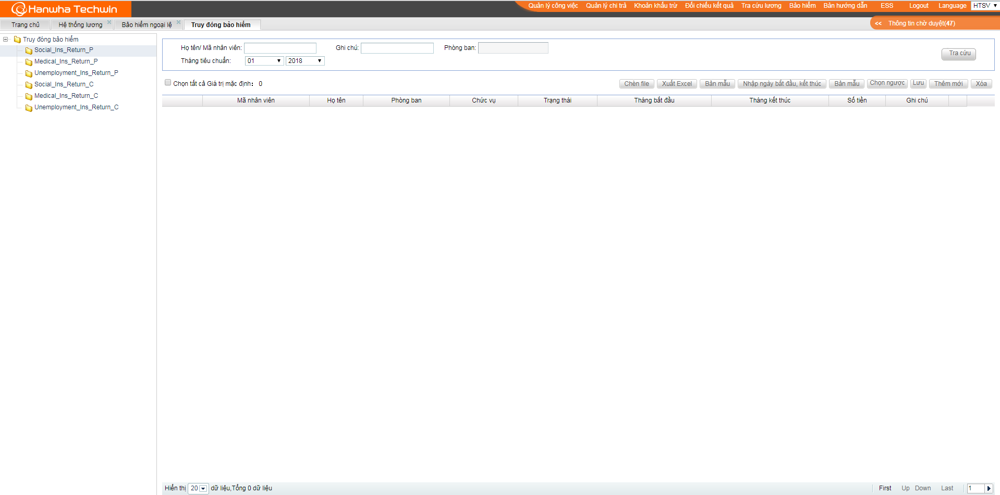 Hanwha Techwin
Quản lý công việc Quản lý chi trả Khoản khấu trừ Đối chiếu kết quả Tra cứu lương Bảo hiểm Bản hướng dẫn ESS Logout Language HTSV
Trang chủ Hệ thống lương Bảo hiểm ngoại lệ Truy đóng bảo hiểm << Thông tin chờ duyệt(47)
Truy đóng bảo hiểm
Social_Ins_Return_P
Medical_Ins_Return_P
Unemployment_Ins_Return_P
Social_Ins_Return_C
Medical_Ins_Return_C
Unemployment_Ins_Return_C
Họ tên/ Mã nhân viên: Ghi chú: Phòng ban:
Tháng tiêu chuẩn: 01 2018
Tra cứu
Chọn tất cả Giá trị mặc định: 0
Chèn file Xuất Excel Bản mẫu Nhập ngày bắt đầu, kết thúc Bản mẫu Chọn ngược Lưu Thêm mới Xóa
Mã nhân viên Họ tên Phòng ban Chức vụ Trạng thái Tháng bắt đầu Tháng kết thúc Số tiền Ghi chú
Hiển thị 20 dữ liệu,Tổng 0 dữ liệu
First Up Down Last 1